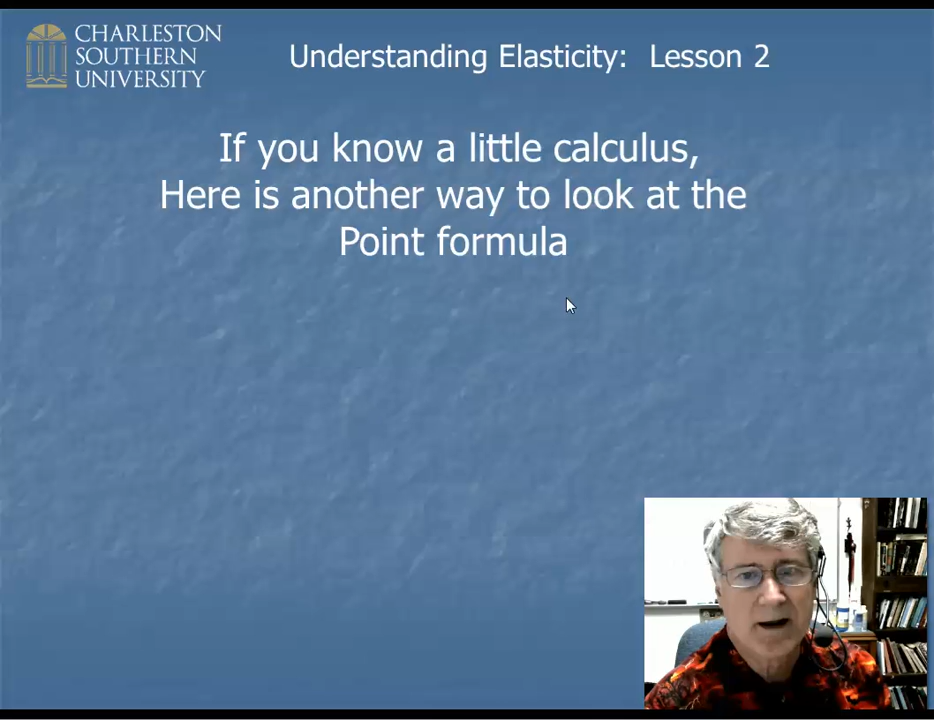 CHARLESTON
SOUTHERN
UNIVERSITY
Understanding Elasticity: Lesson 2
If you know a little calculus,
Here is another way to look at the
Point formula